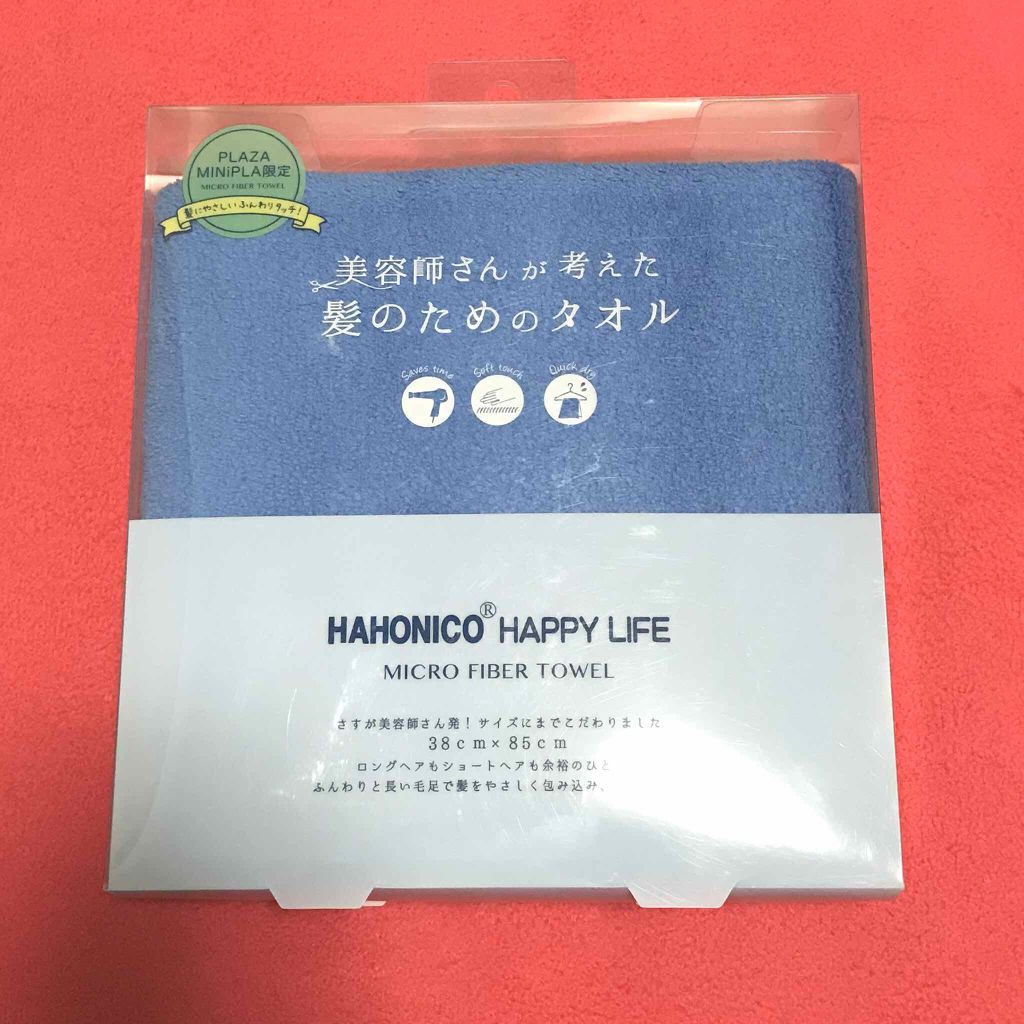 PLAZA
MINiPLA限定
MICRO FIBER TOWEL
髪にやさしい ふんわりタッチ!
美容師さんが考えた
髪のためのタオル
Saves time Soft touch Quick dry
HAHONICO® HAPPY LIFE
MICRO FIBER TOWEL
さすが美容師さん発!サイズにまでこだわりました
38cm×85cm
ロングヘアもショートヘアも余裕のひと
ふんわりと長い毛足で髪をやさしく包み込み、